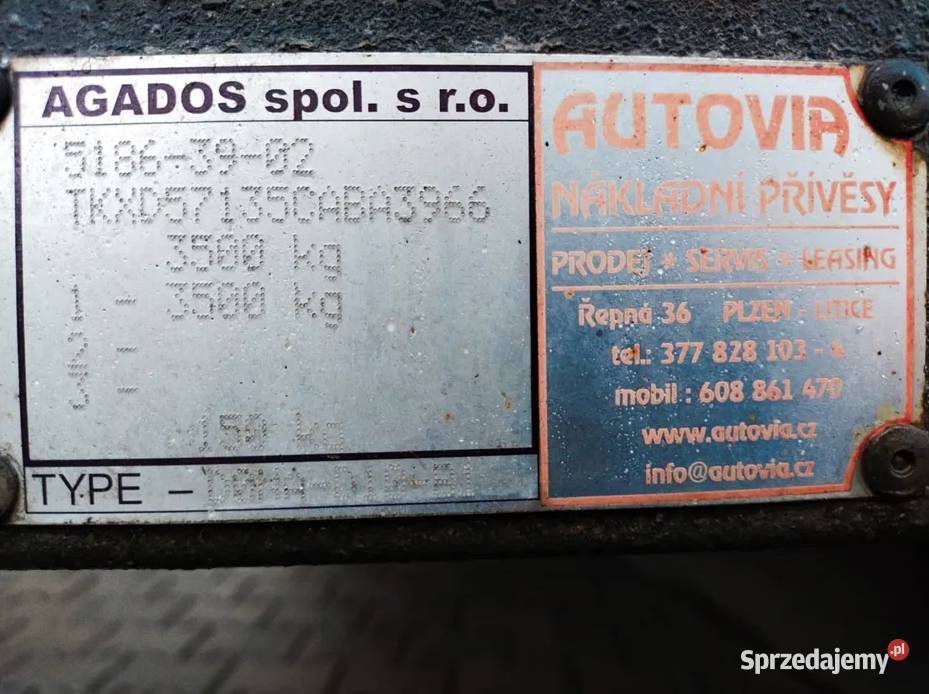 AGADOS spol. s r.o.
5186-39-02
TKXD57135CABA3966
3500 kg
1 - 3500 kg
2 -
3 -
kg
TYPE -
AUTOVIA
NÁKLADNÍ PŘÍVĚSY
PRODEJ * SERVIS * LEASING
Řepná 36 PLZEŇ - LITICE
tel.: 377 828 103 -
mobil : 608 861 479
www.autovia.cz
info@autovia.cz
Sprzedajemy.pl